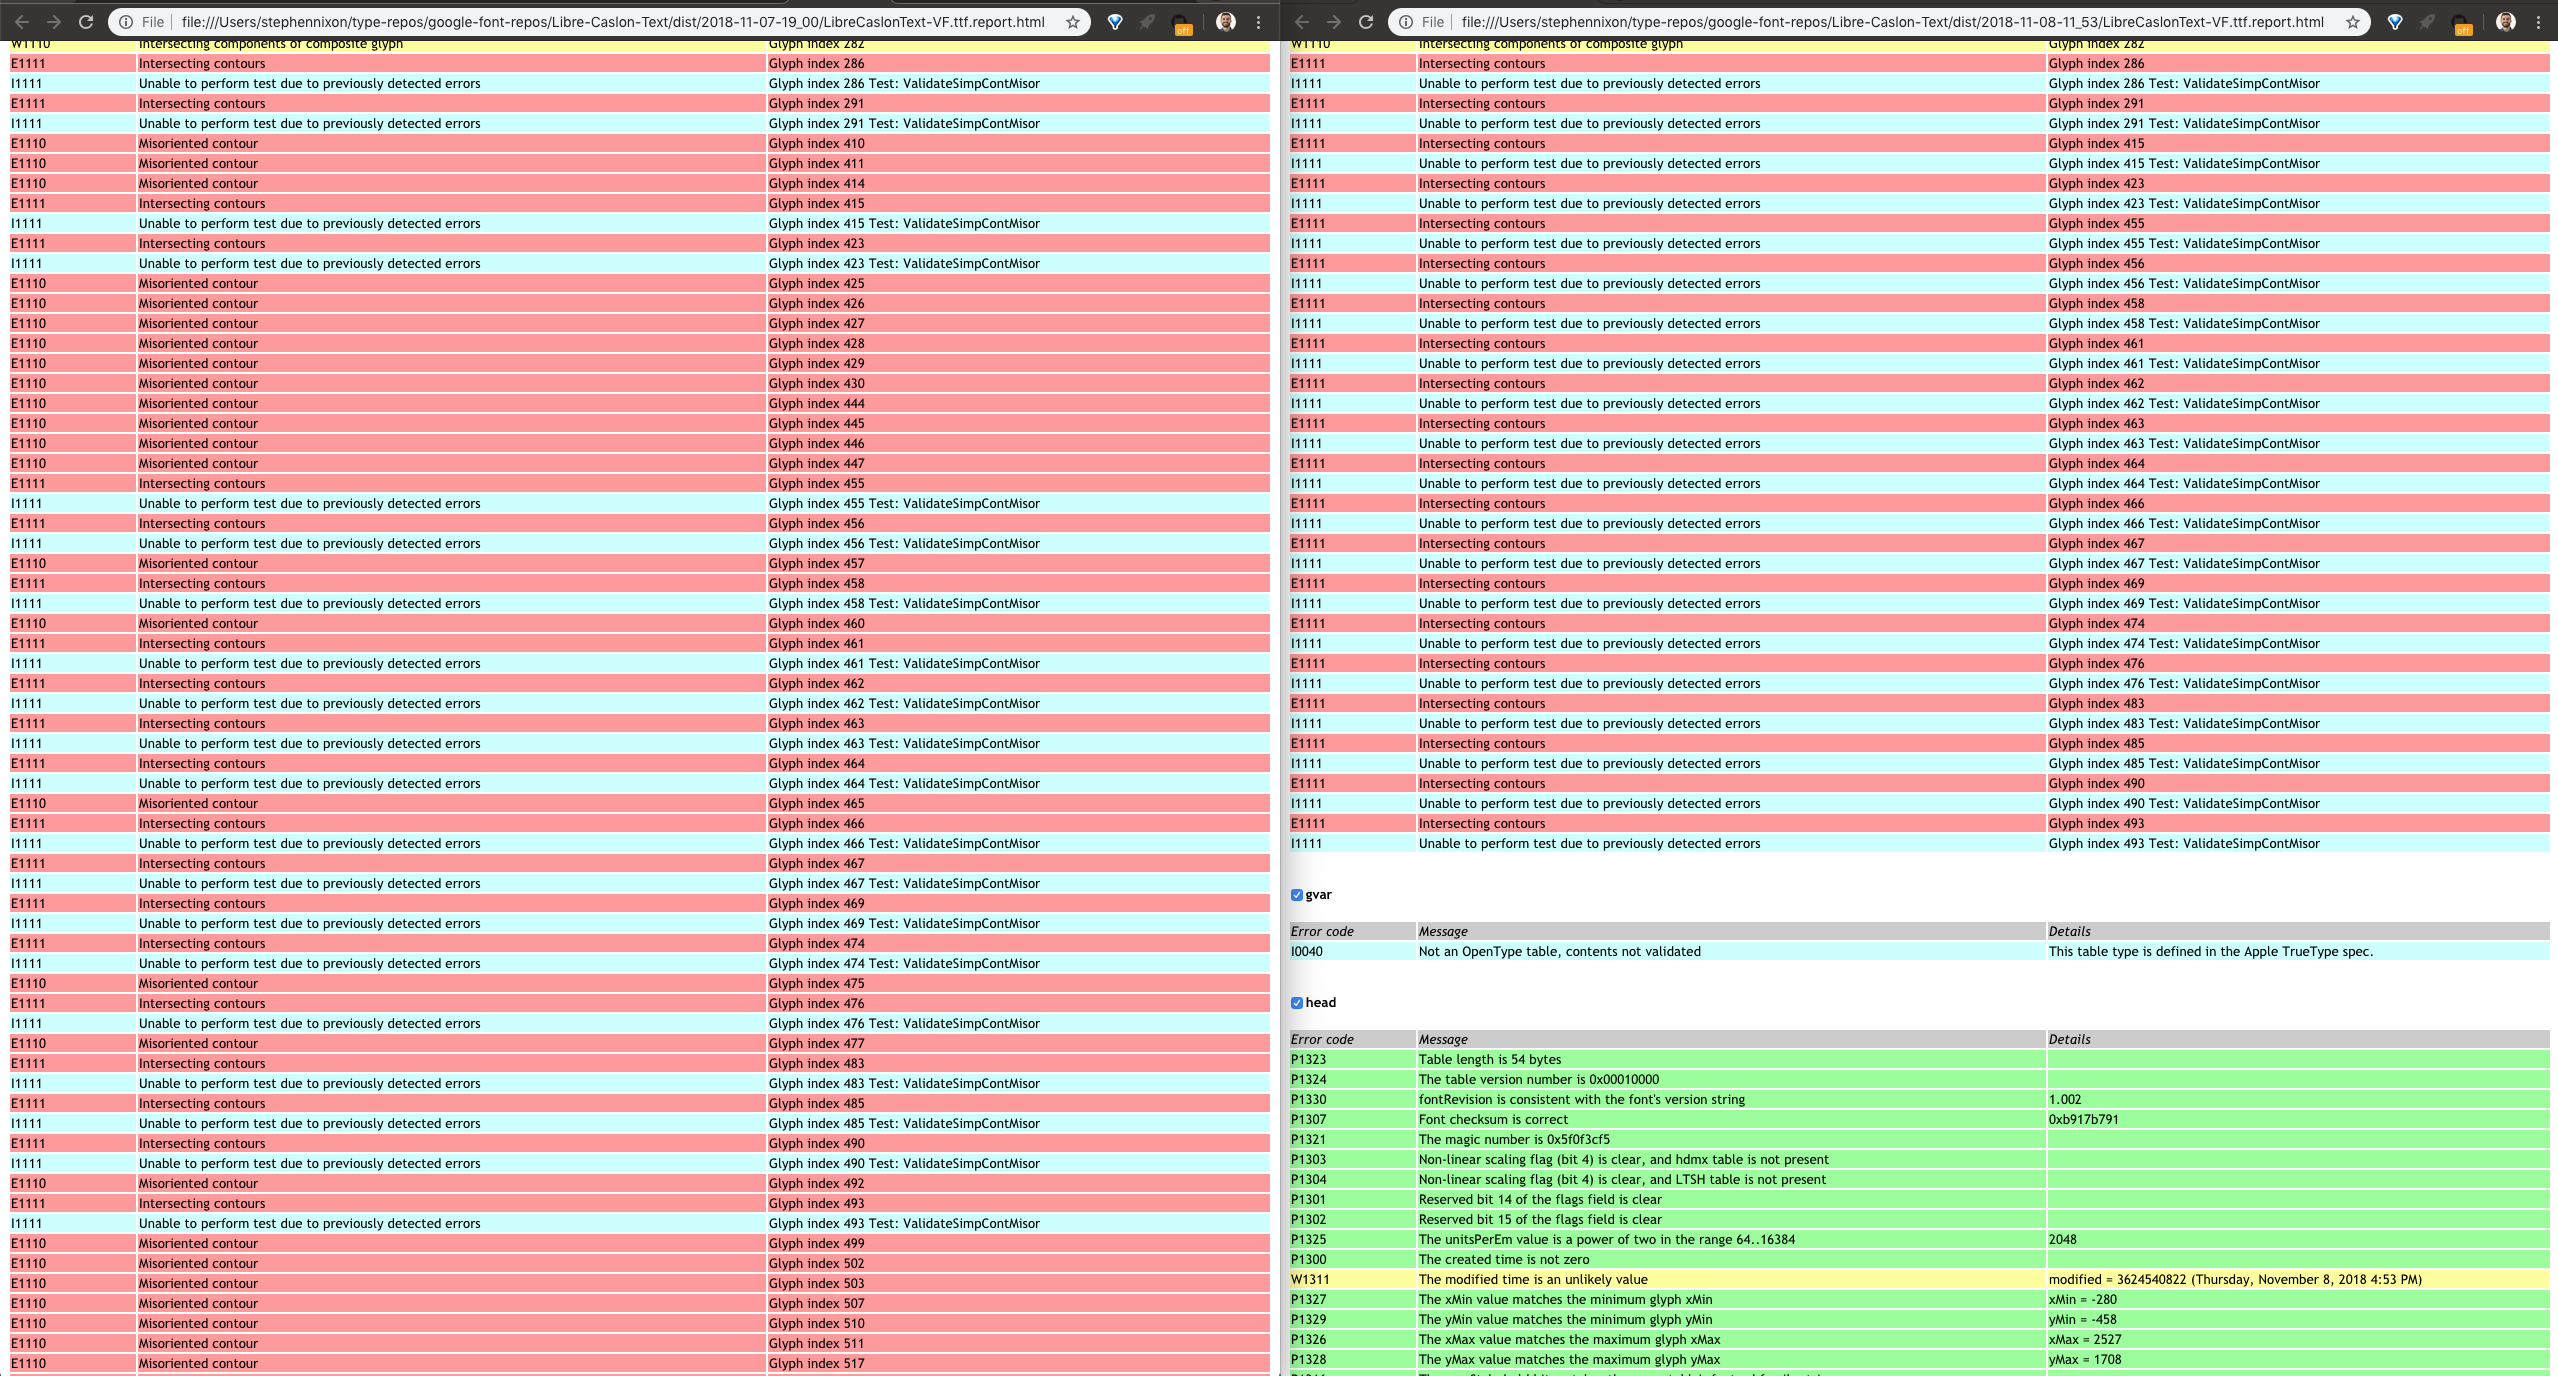 File file:///Users/stephennixon/type-repos/google-font-repos/Libre-Caslon-Text/dist/2018-11-07-19_00/LibreCaslonText-VF.ttf.report.html off
W1110 Intersecting components of composite glyph Glyph index 282
E1111 Intersecting contours Glyph index 286
I1111 Unable to perform test due to previously detected errors Glyph index 286 Test: ValidateSimpContMisor
E1111 Intersecting contours Glyph index 291
I1111 Unable to perform test due to previously detected errors Glyph index 291 Test: ValidateSimpContMisor
E1110 Misoriented contour Glyph index 410
E1110 Misoriented contour Glyph index 411
E1110 Misoriented contour Glyph index 414
E1111 Intersecting contours Glyph index 415
I1111 Unable to perform test due to previously detected errors Glyph index 415 Test: ValidateSimpContMisor
E1111 Intersecting contours Glyph index 423
I1111 Unable to perform test due to previously detected errors Glyph index 423 Test: ValidateSimpContMisor
E1110 Misoriented contour Glyph index 425
E1110 Misoriented contour Glyph index 426
E1110 Misoriented contour Glyph index 427
E1110 Misoriented contour Glyph index 428
E1110 Misoriented contour Glyph index 429
E1110 Misoriented contour Glyph index 430
E1110 Misoriented contour Glyph index 444
E1110 Misoriented contour Glyph index 445
E1110 Misoriented contour Glyph index 446
E1110 Misoriented contour Glyph index 447
E1111 Intersecting contours Glyph index 455
I1111 Unable to perform test due to previously detected errors Glyph index 455 Test: ValidateSimpContMisor
E1111 Intersecting contours Glyph index 456
I1111 Unable to perform test due to previously detected errors Glyph index 456 Test: ValidateSimpContMisor
E1110 Misoriented contour Glyph index 457
E1111 Intersecting contours Glyph index 458
I1111 Unable to perform test due to previously detected errors Glyph index 458 Test: ValidateSimpContMisor
E1110 Misoriented contour Glyph index 460
E1111 Intersecting contours Glyph index 461
I1111 Unable to perform test due to previously detected errors Glyph index 461 Test: ValidateSimpContMisor
E1111 Intersecting contours Glyph index 462
I1111 Unable to perform test due to previously detected errors Glyph index 462 Test: ValidateSimpContMisor
E1111 Intersecting contours Glyph index 463
I1111 Unable to perform test due to previously detected errors Glyph index 463 Test: ValidateSimpContMisor
E1111 Intersecting contours Glyph index 464
I1111 Unable to perform test due to previously detected errors Glyph index 464 Test: ValidateSimpContMisor
E1110 Misoriented contour Glyph index 465
E1111 Intersecting contours Glyph index 466
I1111 Unable to perform test due to previously detected errors Glyph index 466 Test: ValidateSimpContMisor
E1111 Intersecting contours Glyph index 467
I1111 Unable to perform test due to previously detected errors Glyph index 467 Test: ValidateSimpContMisor
E1111 Intersecting contours Glyph index 469
I1111 Unable to perform test due to previously detected errors Glyph index 469 Test: ValidateSimpContMisor
E1111 Intersecting contours Glyph index 474
I1111 Unable to perform test due to previously detected errors Glyph index 474 Test: ValidateSimpContMisor
E1110 Misoriented contour Glyph index 475
E1111 Intersecting contours Glyph index 476
I1111 Unable to perform test due to previously detected errors Glyph index 476 Test: ValidateSimpContMisor
E1110 Misoriented contour Glyph index 477
E1111 Intersecting contours Glyph index 483
I1111 Unable to perform test due to previously detected errors Glyph index 483 Test: ValidateSimpContMisor
E1111 Intersecting contours Glyph index 485
I1111 Unable to perform test due to previously detected errors Glyph index 485 Test: ValidateSimpContMisor
E1111 Intersecting contours Glyph index 490
I1111 Unable to perform test due to previously detected errors Glyph index 490 Test: ValidateSimpContMisor
E1110 Misoriented contour Glyph index 492
E1111 Intersecting contours Glyph index 493
I1111 Unable to perform test due to previously detected errors Glyph index 493 Test: ValidateSimpContMisor
E1110 Misoriented contour Glyph index 499
E1110 Misoriented contour Glyph index 502
E1110 Misoriented contour Glyph index 503
E1110 Misoriented contour Glyph index 507
E1110 Misoriented contour Glyph index 510
E1110 Misoriented contour Glyph index 511
E1110 Misoriented contour Glyph index 517
File file:///Users/stephennixon/type-repos/google-font-repos/Libre-Caslon-Text/dist/2018-11-08-11_53/LibreCaslonText-VF.ttf.report.html off
W1110 Intersecting components of composite glyph Glyph index 282
E1111 Intersecting contours Glyph index 286
I1111 Unable to perform test due to previously detected errors Glyph index 286 Test: ValidateSimpContMisor
E1111 Intersecting contours Glyph index 291
I1111 Unable to perform test due to previously detected errors Glyph index 291 Test: ValidateSimpContMisor
E1111 Intersecting contours Glyph index 415
I1111 Unable to perform test due to previously detected errors Glyph index 415 Test: ValidateSimpContMisor
E1111 Intersecting contours Glyph index 423
I1111 Unable to perform test due to previously detected errors Glyph index 423 Test: ValidateSimpContMisor
E1111 Intersecting contours Glyph index 455
I1111 Unable to perform test due to previously detected errors Glyph index 455 Test: ValidateSimpContMisor
E1111 Intersecting contours Glyph index 456
I1111 Unable to perform test due to previously detected errors Glyph index 456 Test: ValidateSimpContMisor
E1111 Intersecting contours Glyph index 458
I1111 Unable to perform test due to previously detected errors Glyph index 458 Test: ValidateSimpContMisor
E1111 Intersecting contours Glyph index 461
I1111 Unable to perform test due to previously detected errors Glyph index 461 Test: ValidateSimpContMisor
E1111 Intersecting contours Glyph index 462
I1111 Unable to perform test due to previously detected errors Glyph index 462 Test: ValidateSimpContMisor
E1111 Intersecting contours Glyph index 463
I1111 Unable to perform test due to previously detected errors Glyph index 463 Test: ValidateSimpContMisor
E1111 Intersecting contours Glyph index 464
I1111 Unable to perform test due to previously detected errors Glyph index 464 Test: ValidateSimpContMisor
E1111 Intersecting contours Glyph index 466
I1111 Unable to perform test due to previously detected errors Glyph index 466 Test: ValidateSimpContMisor
E1111 Intersecting contours Glyph index 467
I1111 Unable to perform test due to previously detected errors Glyph index 467 Test: ValidateSimpContMisor
E1111 Intersecting contours Glyph index 469
I1111 Unable to perform test due to previously detected errors Glyph index 469 Test: ValidateSimpContMisor
E1111 Intersecting contours Glyph index 474
I1111 Unable to perform test due to previously detected errors Glyph index 474 Test: ValidateSimpContMisor
E1111 Intersecting contours Glyph index 476
I1111 Unable to perform test due to previously detected errors Glyph index 476 Test: ValidateSimpContMisor
E1111 Intersecting contours Glyph index 483
I1111 Unable to perform test due to previously detected errors Glyph index 483 Test: ValidateSimpContMisor
E1111 Intersecting contours Glyph index 485
I1111 Unable to perform test due to previously detected errors Glyph index 485 Test: ValidateSimpContMisor
E1111 Intersecting contours Glyph index 490
I1111 Unable to perform test due to previously detected errors Glyph index 490 Test: ValidateSimpContMisor
E1111 Intersecting contours Glyph index 493
I1111 Unable to perform test due to previously detected errors Glyph index 493 Test: ValidateSimpContMisor
gvar
Error code Message Details
I0040 Not an OpenType table, contents not validated This table type is defined in the Apple TrueType spec.
head
Error code Message Details
P1323 Table length is 54 bytes
P1324 The table version number is 0x00010000
P1330 fontRevision is consistent with the font's version string 1.002
P1307 Font checksum is correct 0xb917b791
P1321 The magic number is 0x5f0f3cf5
P1303 Non-linear scaling flag (bit 4) is clear, and hdmx table is not present
P1304 Non-linear scaling flag (bit 4) is clear, and LTSH table is not present
P1301 Reserved bit 14 of the flags field is clear
P1302 Reserved bit 15 of the flags field is clear
P1325 The unitsPerEm value is a power of two in the range 64..16384 2048
P1300 The created time is not zero
W1311 The modified time is an unlikely value modified = 3624540822 (Thursday, November 8, 2018 4:53 PM)
P1327 The xMin value matches the minimum glyph xMin xMin = -280
P1329 The yMin value matches the minimum glyph yMin yMin = -458
P1326 The xMax value matches the maximum glyph xMax xMax = 2527
P1328 The yMax value matches the maximum glyph yMax yMax = 1708